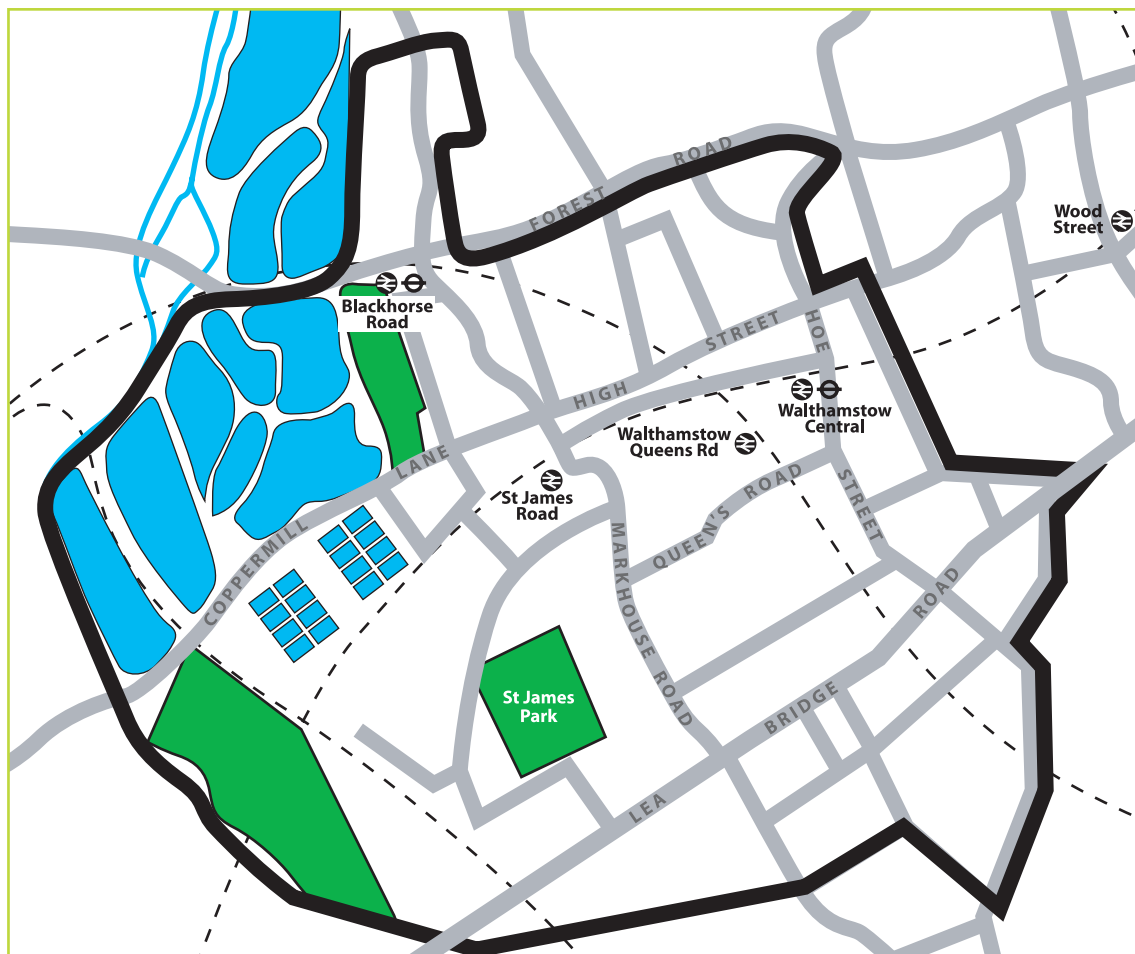 ROAD
FOREST
Wood
Street
Blackhorse
Road
HOE
STREET
HIGH
Walthamstow
Central
Walthamstow
Queens Rd
LANE
St James
Road
QUEEN'S ROAD
STREET
COPPERMILL
MARKHOUSE ROAD
ROAD
St James
Park
BRIDGE
LEA